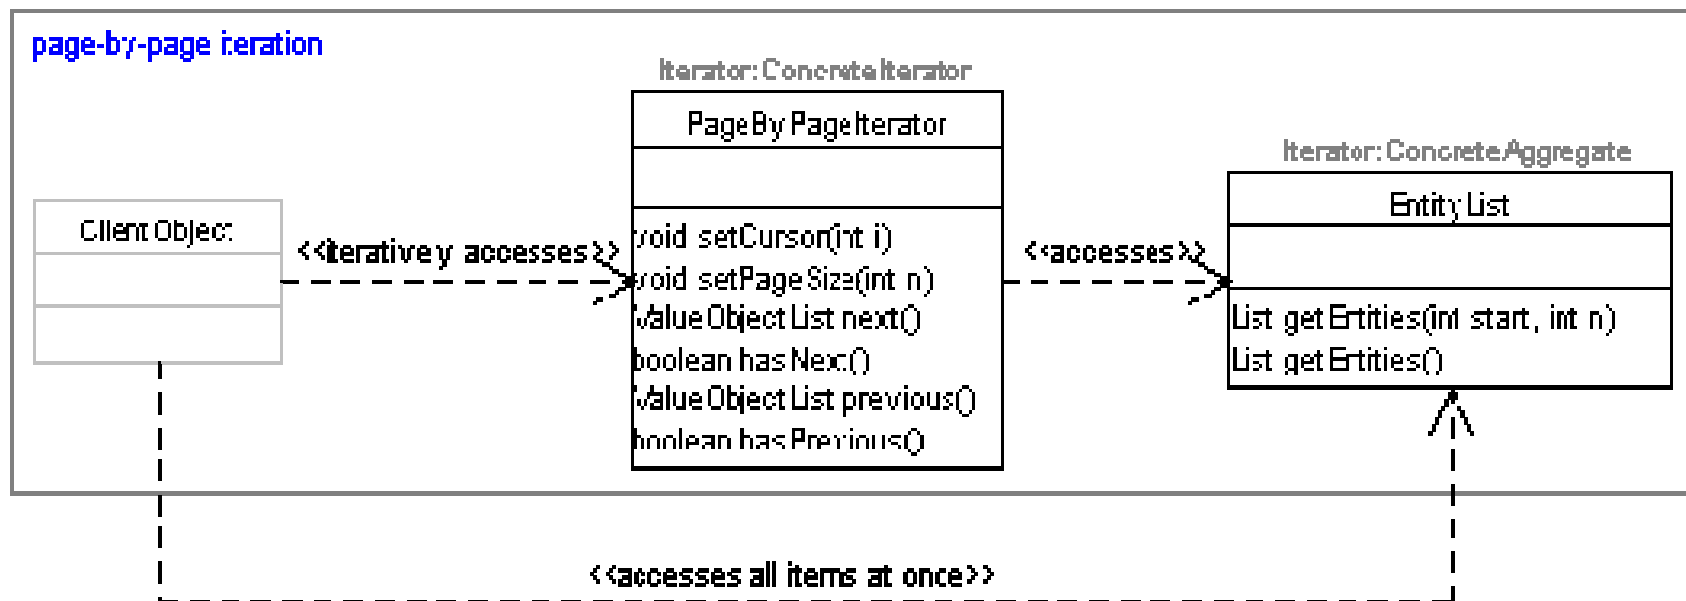 page-by-page iteration
Iterator:ConcreteIterator
PageByPageIterator
Iterator:ConcreteAggregate
EntityList
ClientObject
<<iteratively accesses>>
void setCursor(int i)
void setPageSize(int n)
ValueObjectList next()
boolean hasNext()
ValueObjectList previous()
boolean hasPrevious()
<<accesses>>
List getEntities(int start, int n)
List getEntities()
<<accesses all items at once>>